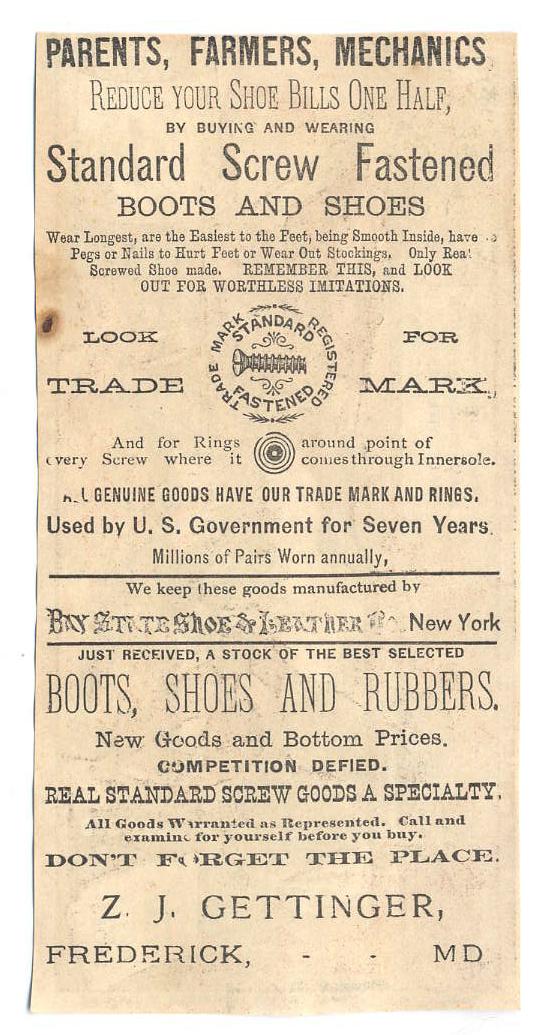 PARENTS, FARMERS, MECHANICS
REDUCE YOUR SHOE BILLS ONE HALF,
BY BUYING AND WEARING
Standard Screw Fastened
BOOTS AND SHOES
Wear Longest, are the Easiest to the Feet, being Smooth Inside, have
Pegs or Nails to Hurt Feet or Wear Out Stockings. Only Real
Screwed Shoe made. REMEMBER THIS, and LOOK
OUT FOR WORTHLESS IMITATIONS.
LOOK FOR
TRADE MARK REGISTERED
STANDARD
FASTENED
TRADE MARK,
And for Rings around point of
every Screw where it comes through Innersole.
GENUINE GOODS HAVE OUR TRADE MARK AND RINGS.
Used by U. S. Government for Seven Years.
Millions of Pairs Worn annually,
We keep these goods manufactured by
BAY STATE SHOE & LEATHER Co. New York
JUST RECEIVED, A STOCK OF THE BEST SELECTED
BOOTS, SHOES AND RUBBERS.
New Goods and Bottom Prices.
COMPETITION DEFIED.
REAL STANDARD SCREW GOODS A SPECIALTY.
All Goods Warranted as Represented. Call and
examine for yourself before you buy.
DON'T FORGET THE PLACE.
Z. J. GETTINGER,
FREDERICK, - - MD